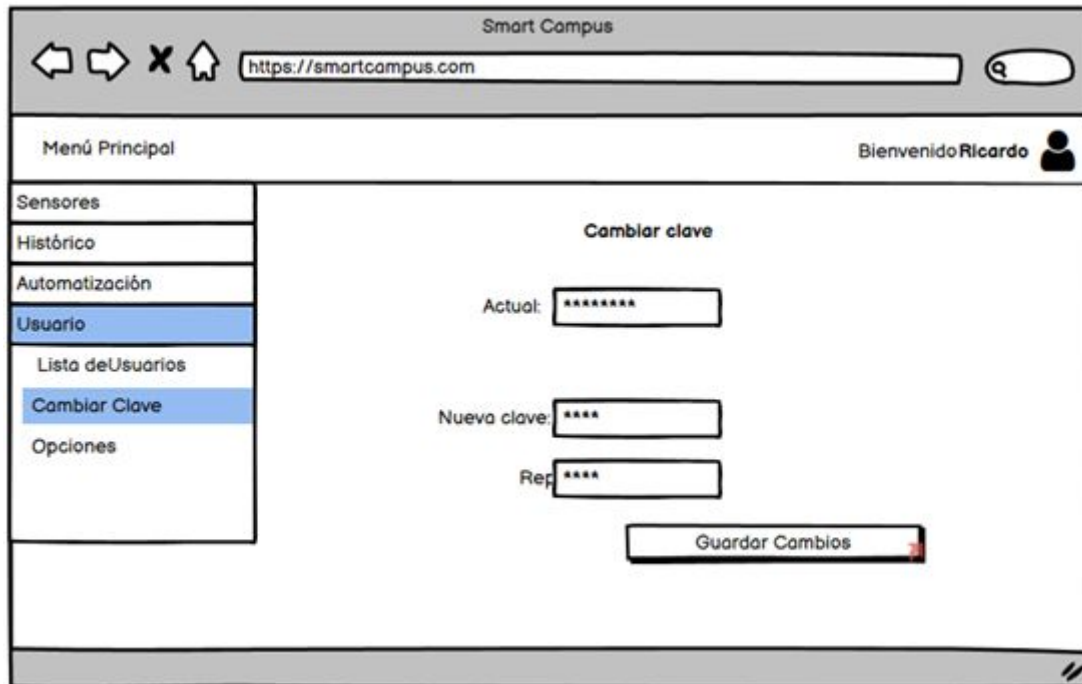 Smart Campus
https://smartcampus.com
Menú Principal
Bienvenido Ricardo
Sensores
Histórico
Automatización
Usuario
Lista deUsuarios
Cambiar Clave
Opciones
Cambiar clave
Actual: ********
Nueva clave: ****
Rep ****
Guardar Cambios